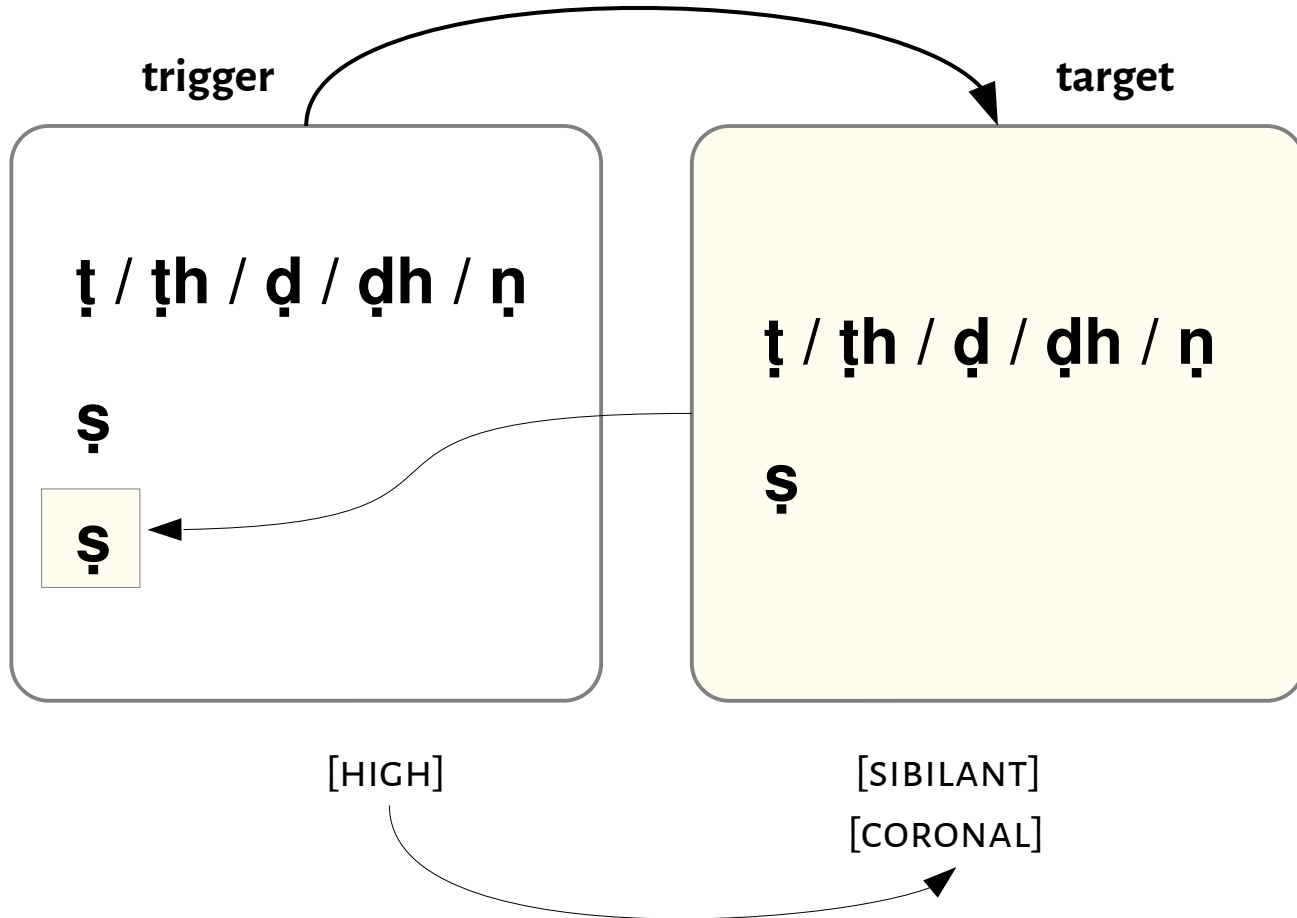 trigger
target
ṭ / ṭh / ḍ / ḍh / ṇ
ṣ
ṣ
ṭ / ṭh / ḍ / ḍh / ṇ
ṣ
[HIGH]
[SIBILANT]
[CORONAL]